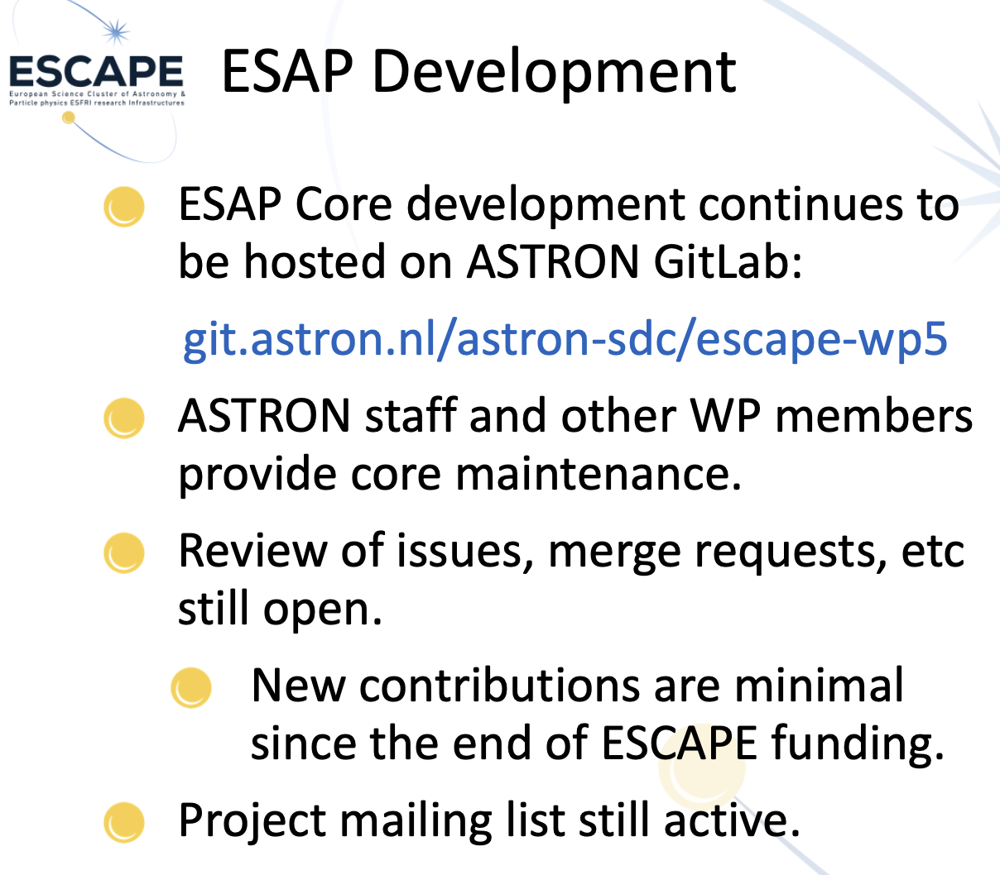 ESCAPE
European Science Cluster of Astronomy &
Particle physics ESFRI research Infrastructures
ESAP Development
ESAP Core development continues to
be hosted on ASTRON GitLab:
git.astron.nl/astron-sdc/escape-wp5
ASTRON staff and other WP members
provide core maintenance.
Review of issues, merge requests, etc
still open.
New contributions are minimal
since the end of ESCAPE funding.
Project mailing list still active.